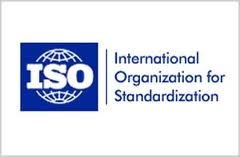 ISO
International
Organization for
Standardization